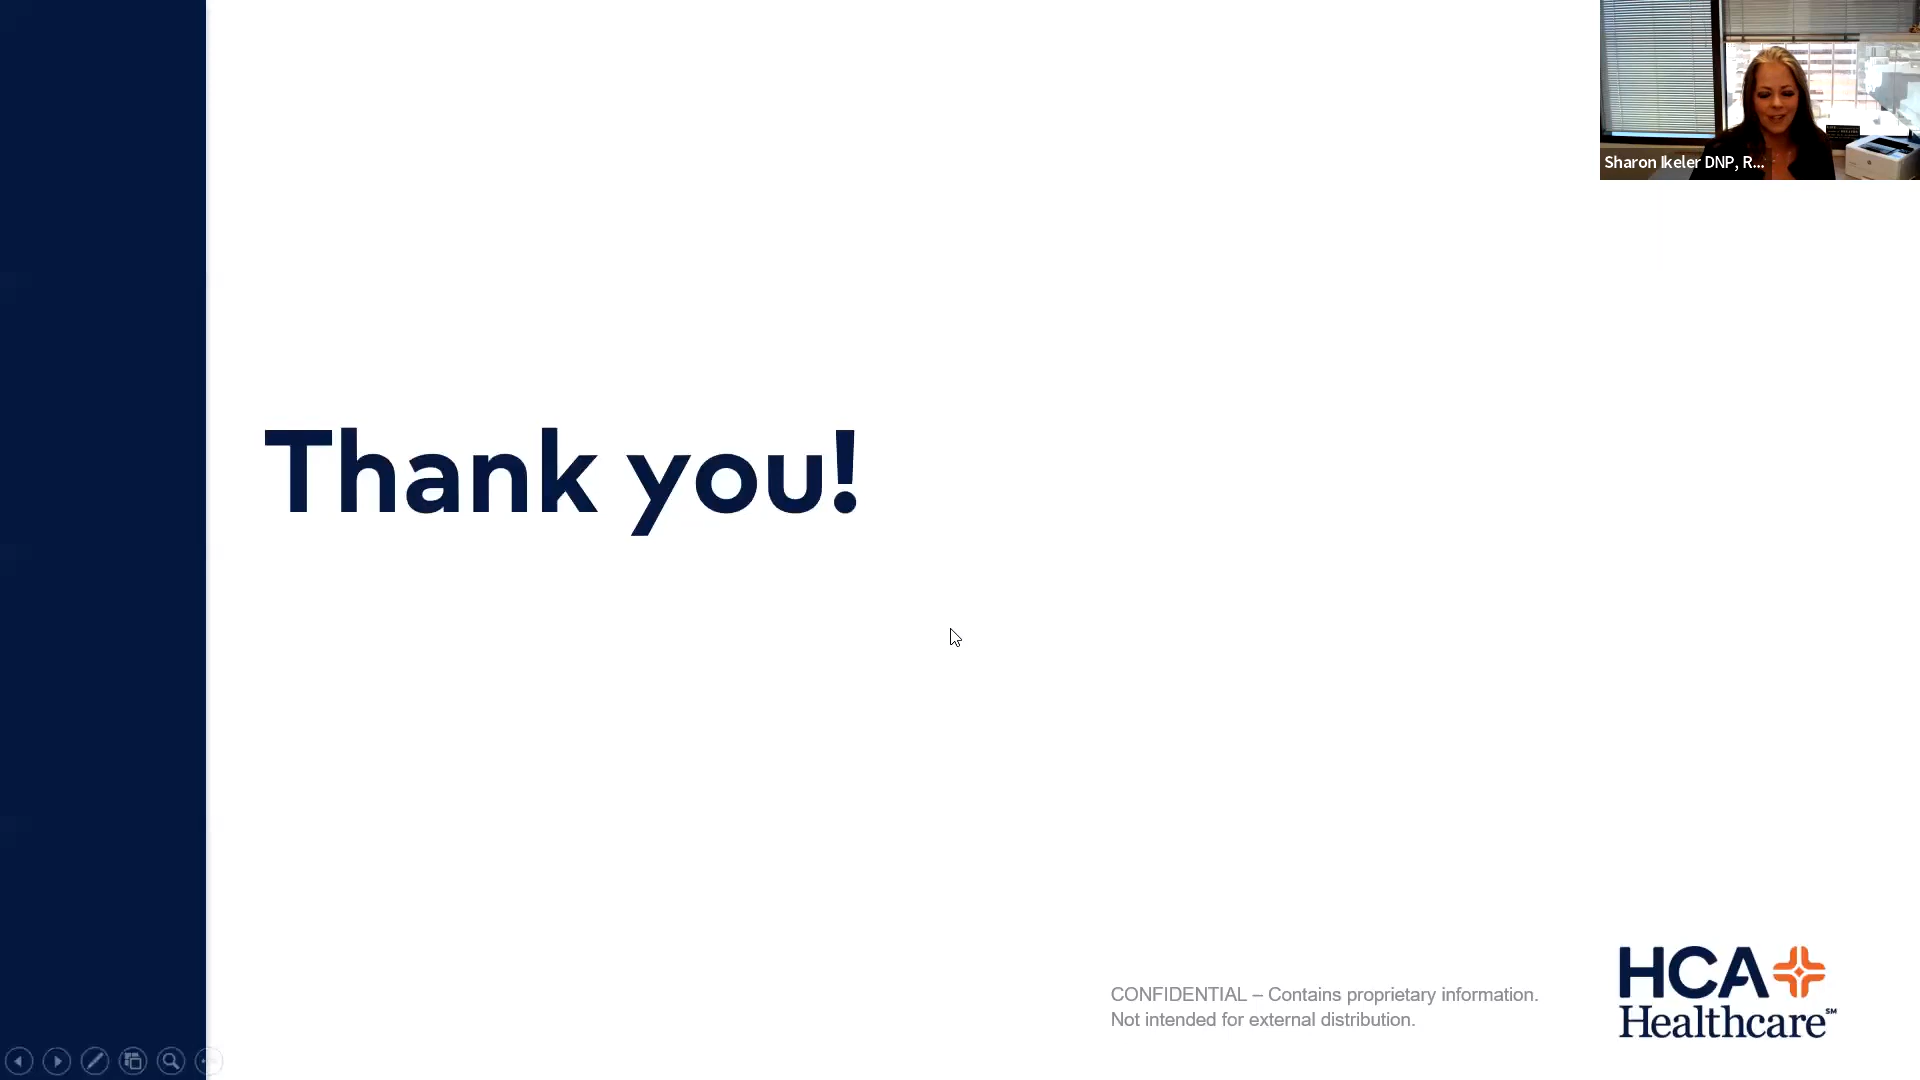 Sharon Ikeler DNP, R...
Thank you!
CONFIDENTIAL – Contains proprietary information.
Not intended for external distribution.
HCA
Healthcare℠